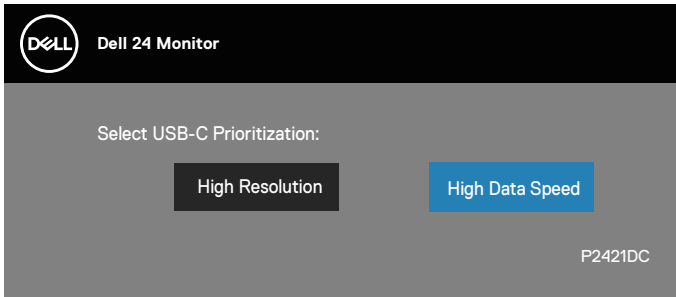 DELL
Dell 24 Monitor
Select USB-C Prioritization:
High Resolution
High Data Speed
P2421DC